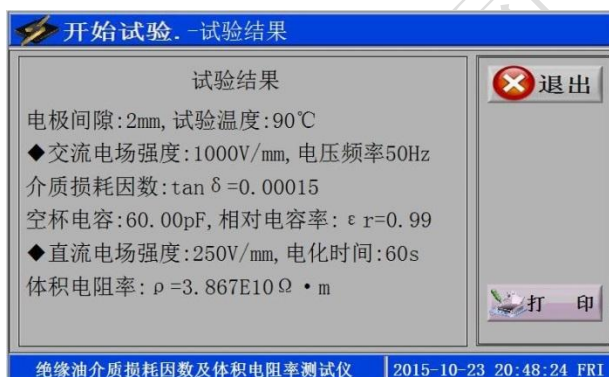 开始试验.-试验结果
试验结果
退出
电极间隙:2mm,试验温度:90℃
◆交流电场强度:1000V/mm,电压频率50Hz
介质损耗因数:tanδ=0.00015
空杯电容:60.00pF,相对电容率:εr=0.99
◆直流电场强度:250V/mm,电化时间:60s
体积电阻率:ρ=3.867E10Ω•m
打 印
绝缘油介质损耗因数及体积电阻率测试仪 2015-10-23 20:48:24 FRI